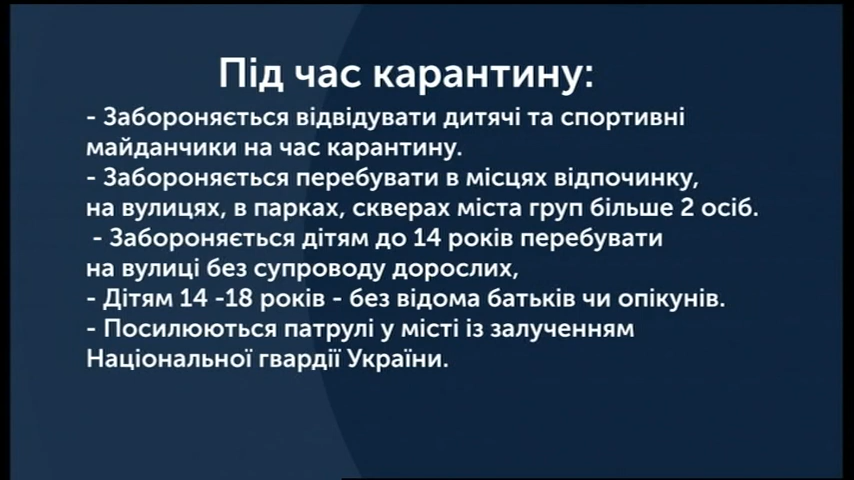 Під час карантину:
- Забороняється відвідувати дитячі та спортивні
майданчики на час карантину.
- Забороняється перебувати в місцях відпочинку,
на вулицях, в парках, скверах міста груп більше 2 осіб.
- Забороняється дітям до 14 років перебувати
на вулиці без супроводу дорослих,
- Дітям 14 -18 років - без відома батьків чи опікунів.
- Посилюються патрулі у місті із залученням
Національної гвардії України.